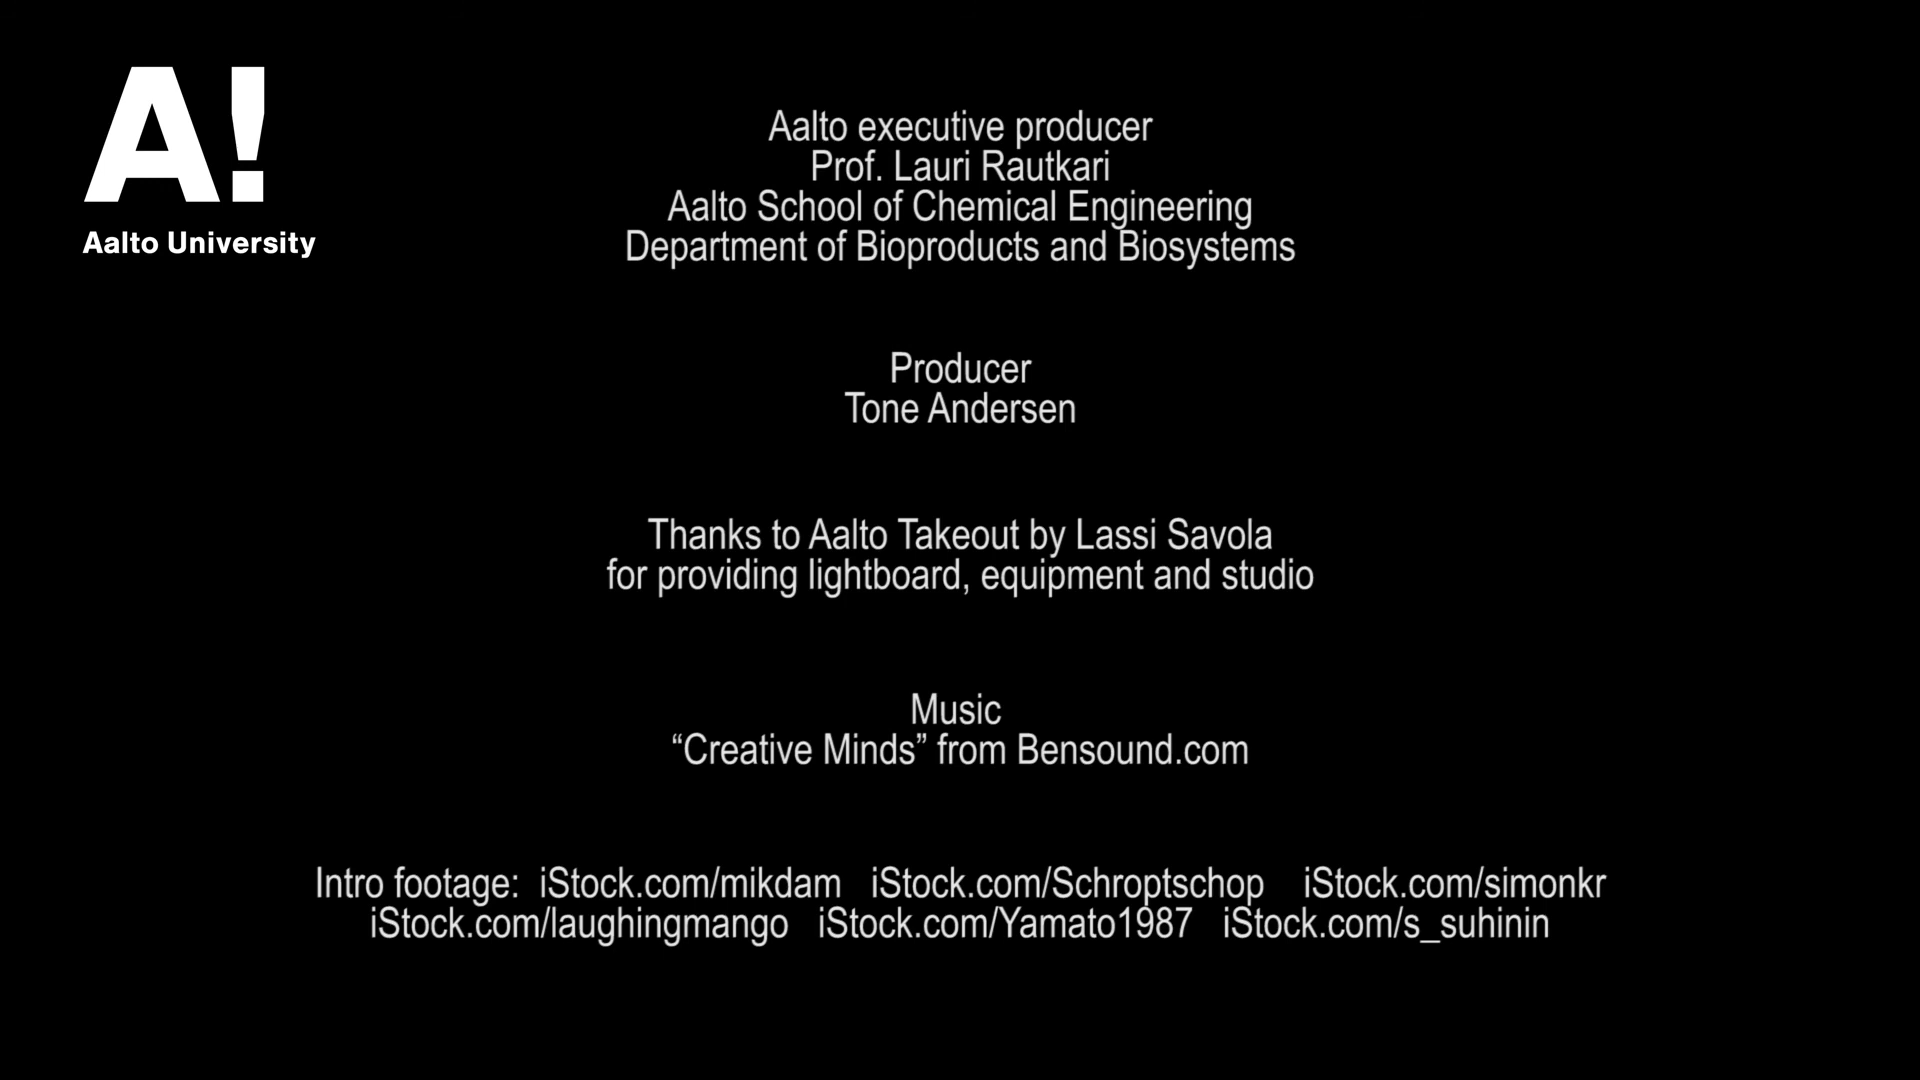 A!
Aalto University
Aalto executive producer
Prof. Lauri Rautkari
Aalto School of Chemical Engineering
Department of Bioproducts and Biosystems
Producer
Tone Andersen
Thanks to Aalto Takeout by Lassi Savola
for providing lightboard, equipment and studio
Music
“Creative Minds” from Bensound.com
Intro footage: iStock.com/mikdam iStock.com/Schroptschop iStock.com/simonkr
iStock.com/laughingmango iStock.com/Yamato1987 iStock.com/s_suhinin